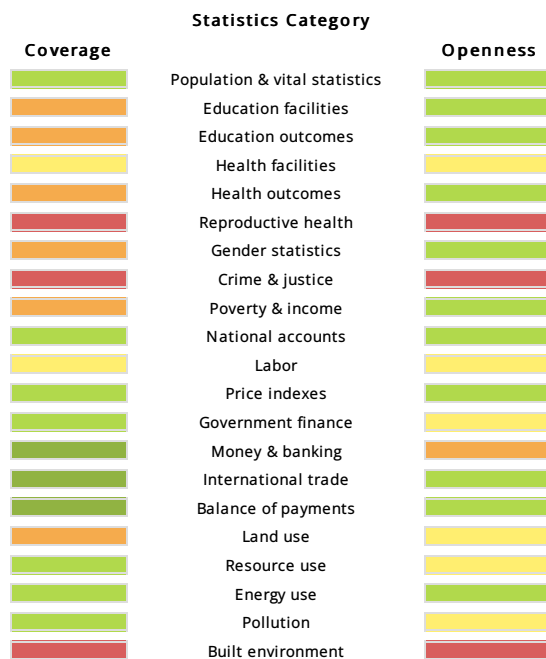 Statistics Category
Coverage Openness
Population & vital statistics
Education facilities
Education outcomes
Health facilities
Health outcomes
Reproductive health
Gender statistics
Crime & justice
Poverty & income
National accounts
Labor
Price indexes
Government finance
Money & banking
International trade
Balance of payments
Land use
Resource use
Energy use
Pollution
Built environment